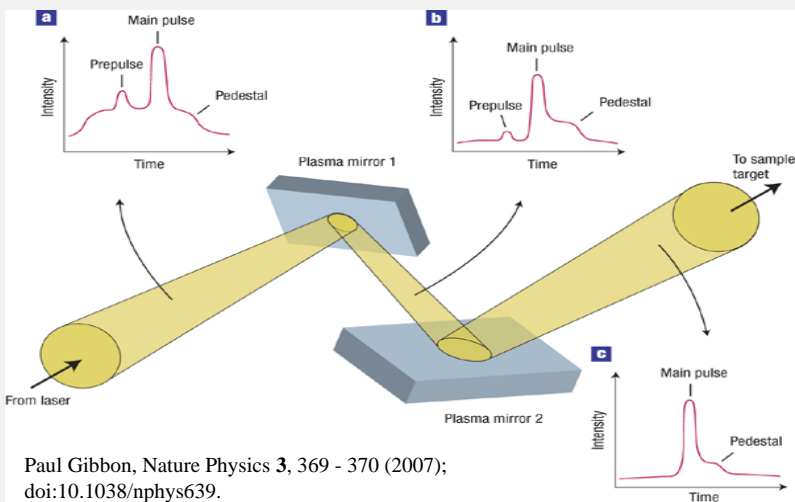 a
Main pulse
Prepulse
Pedestal
Intensity
Time
b
Main pulse
Prepulse
Pedestal
Intensity
Time
Plasma mirror 1
To sample
target
From laser
Plasma mirror 2
c
Main pulse
Pedestal
Intensity
Time
Paul Gibbon, Nature Physics 3, 369 - 370 (2007);
doi:10.1038/nphys639.